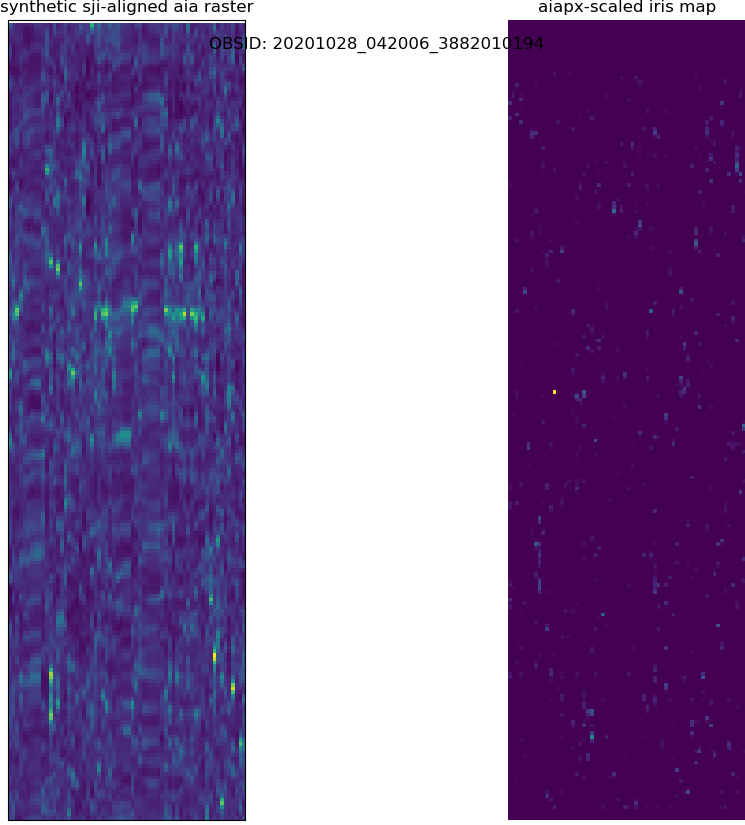 synthetic sji-aligned aia raster
aiapx-scaled iris map
OBSID: 20201028_042006_3882010194